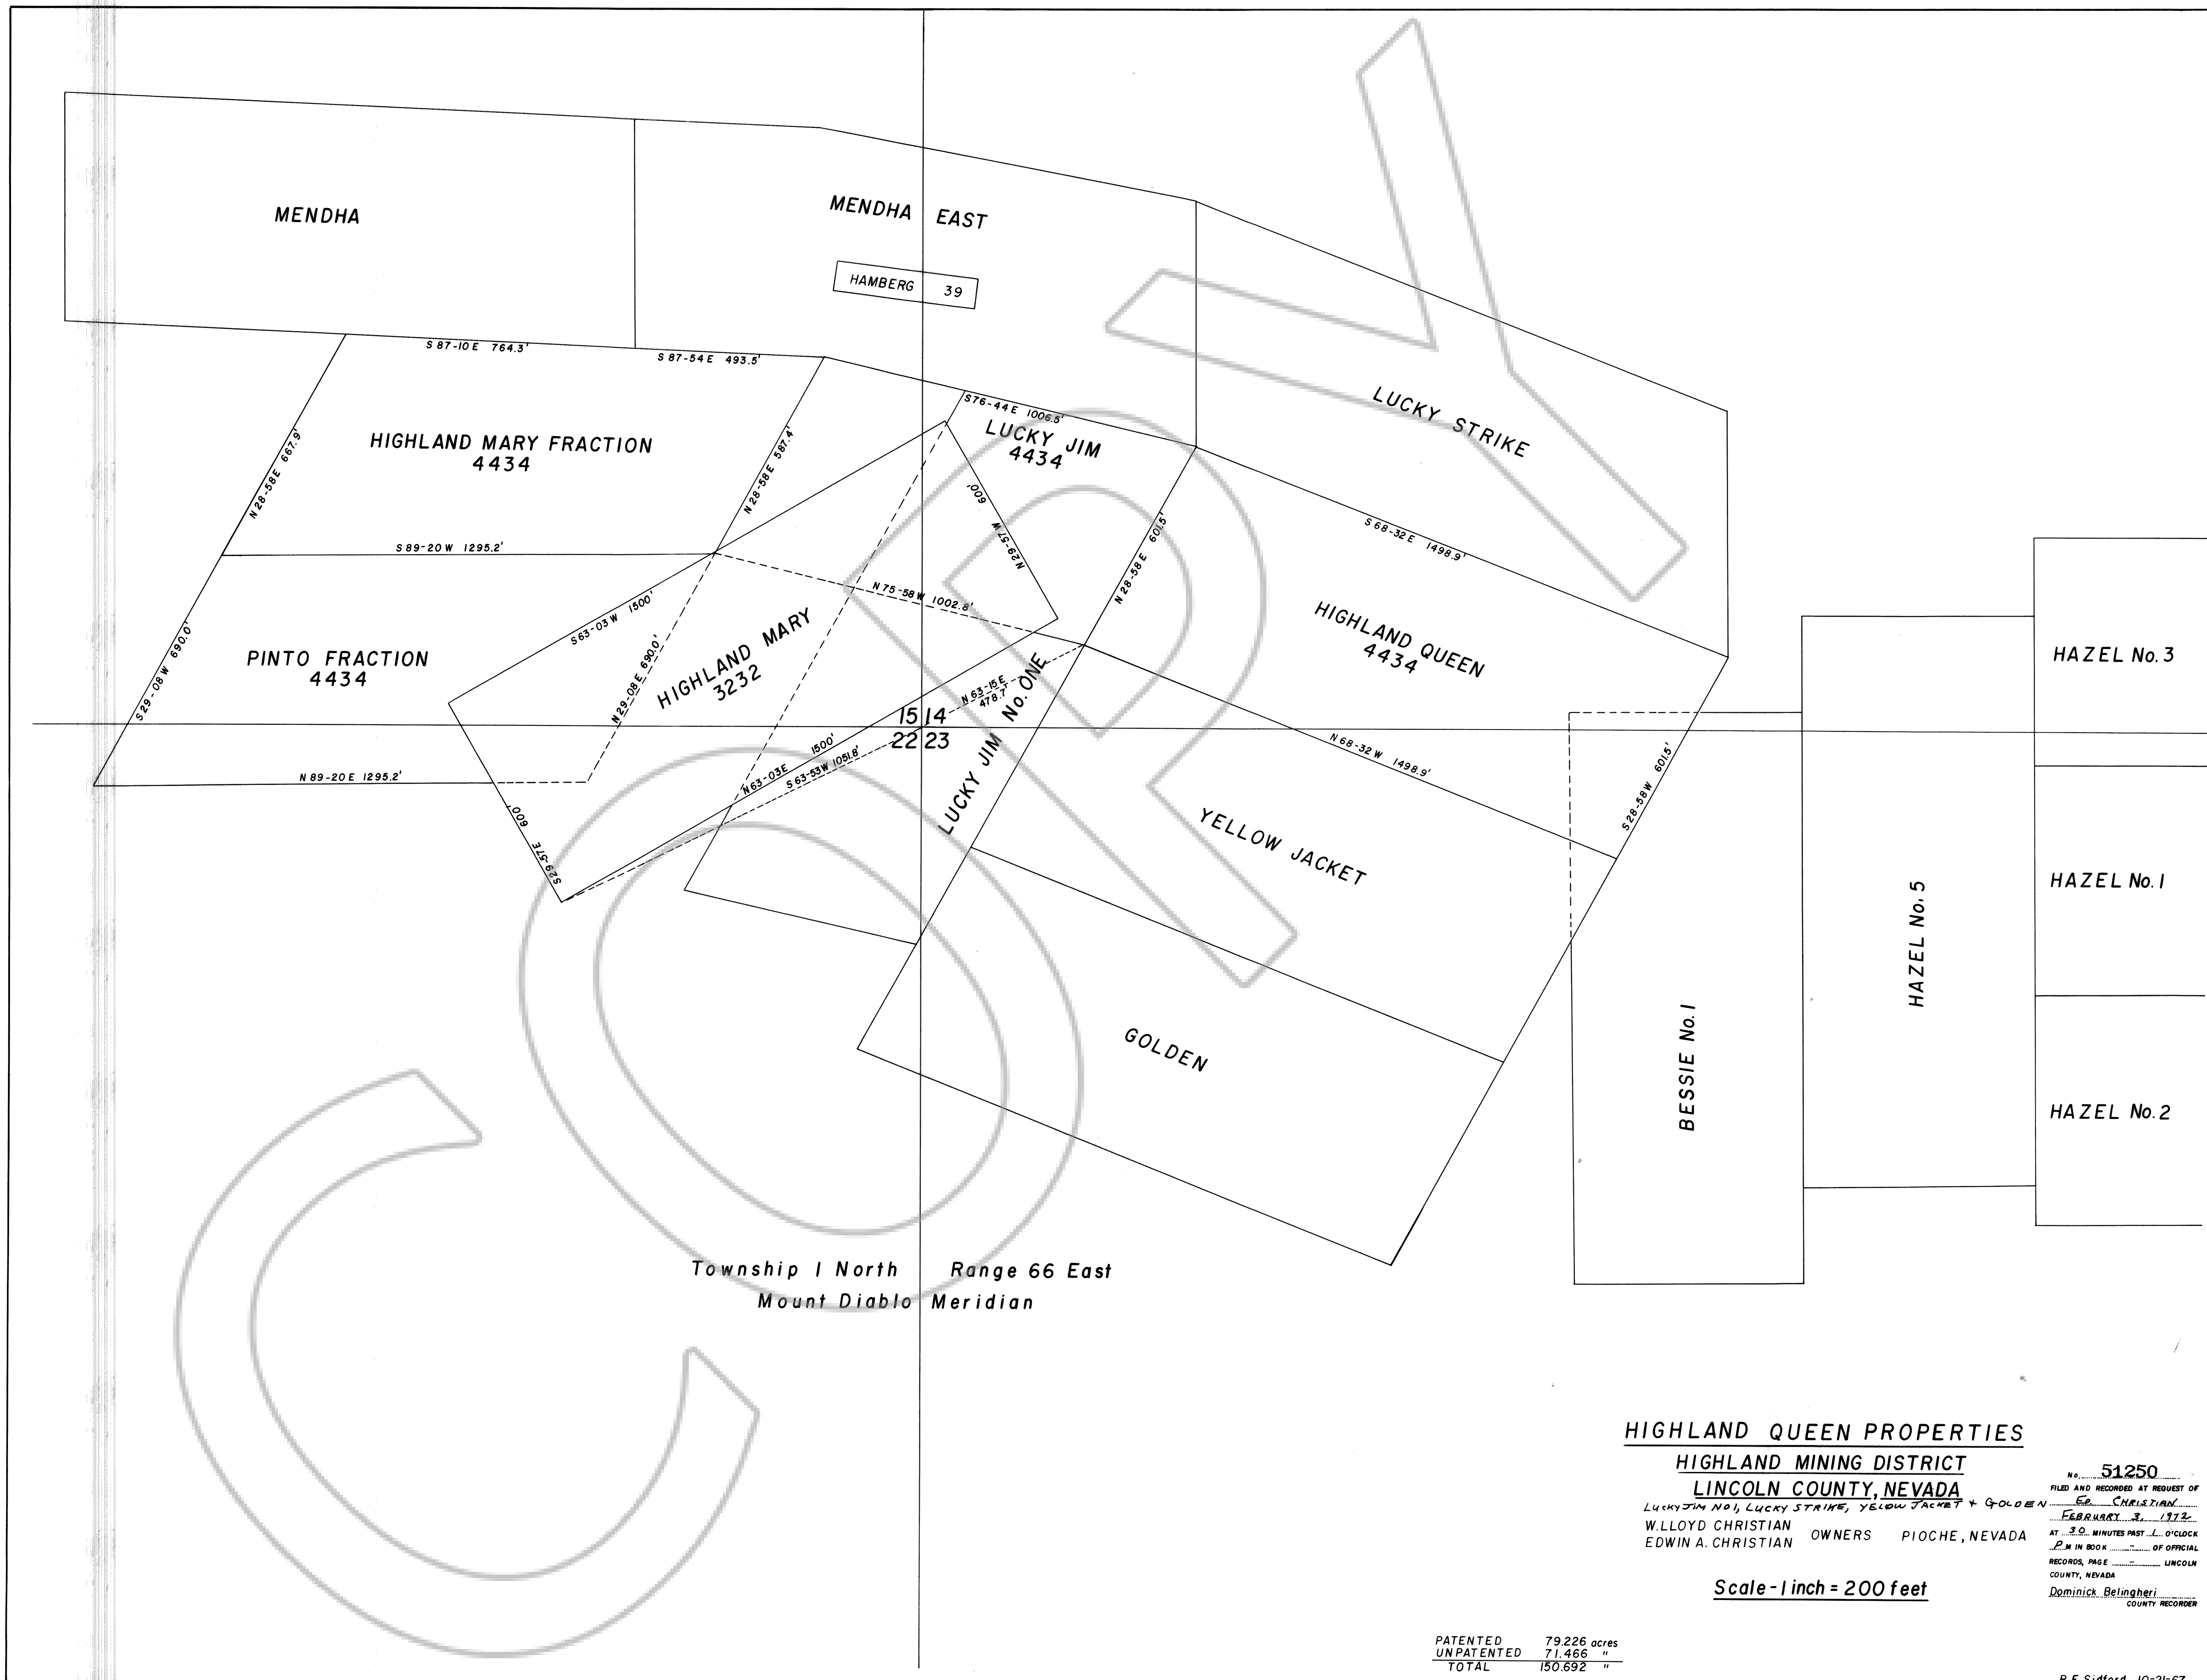 MENDHA
MENDHA EAST
HAMBERG 39
S 87-10 E 764.3'
S 87-54 E 493.5'
S76-44 E 1006.5'
LUCKY JIM
4434
LUCKY STRIKE
HIGHLAND MARY FRACTION
4434
N 28-58 E 667.9'
N 28-58 E 587.4'
600'
N29-57 W
N 28-58 E 601.5'
S 68-32 E 1498.9'
S 89-20 W 1295.2'
N 75-58 W 1002.8'
S 63-03 W 1500'
HIGHLAND MARY
3232
HIGHLAND QUEEN
4434
PINTO FRACTION
4434
S 29-08 W 690.0'
N 29-08 E 690.0'
N 63-15 E
478.7'
LUCKY JIM No. ONE
15 14
22 23
N 63-03 E 1500'
S 63-53 W 1051.8'
N 89-20 E 1295.2'
600'
S29-57E
N 68-32 W 1498.9'
S 28-58 W 601.5'
YELLOW JACKET
GOLDEN
BESSIE No. 1
HAZEL No. 5
HAZEL No. 3
HAZEL No. 1
HAZEL No. 2
COPY
Township 1 North Range 66 East
Mount Diablo Meridian
HIGHLAND QUEEN PROPERTIES
HIGHLAND MINING DISTRICT
LINCOLN COUNTY, NEVADA
Lucky Jim No 1, Lucky Strike, Yelow Jacket + Golden
W. LLOYD CHRISTIAN
EDWIN A. CHRISTIAN OWNERS PIOCHE, NEVADA
Scale - 1 inch = 200 feet
No. 51250
FILED AND RECORDED AT REQUEST OF
Ed. Christian
February 3, 1972
AT 30 MINUTES PAST 1 O'CLOCK
P M IN BOOK - OF OFFICIAL
RECORDS, PAGE - LINCOLN
COUNTY, NEVADA
Dominick Belingheri
COUNTY RECORDER
PATENTED 79.226 acres
UNPATENTED 71.466 "
TOTAL 150.692 "